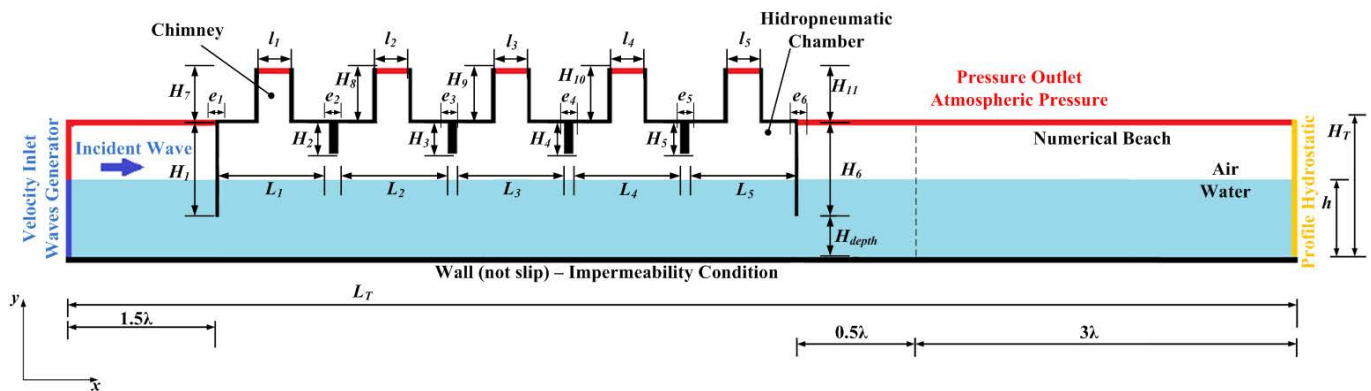 Chimney
l1
l2
l3
l4
l5
Hidropneumatic
Chamber
H7
H8
H9
H10
H11
e1
e2
e3
e4
e5
e6
Pressure Outlet
Atmospheric Pressure
Numerical Beach
Velocity Inlet
Waves Generator
Incident Wave
H1
H2
H3
H4
H5
H6
HT
L1
L2
L3
L4
L5
Air
Water
h
Hdepth
Profile Hydrostatic
Wall (not slip) – Impermeability Condition
LT
y
1.5λ
0.5λ
3λ
x